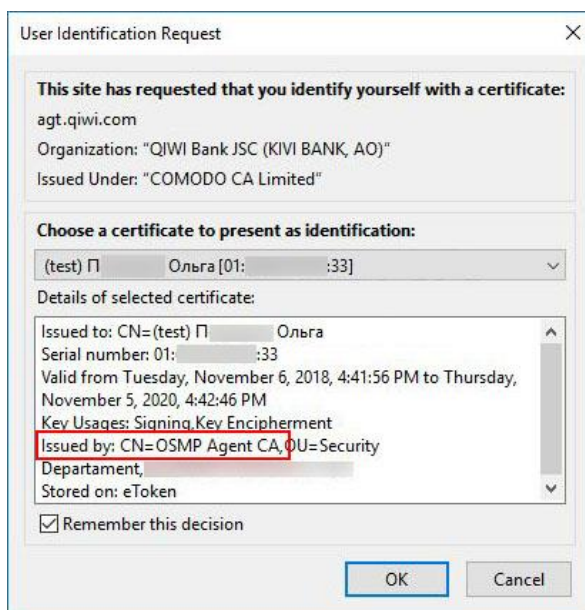 User Identification Request
This site has requested that you identify yourself with a certificate:
agt.qiwi.com
Organization: "QIWI Bank JSC (KIVI BANK, AO)"
Issued Under: "COMODO CA Limited"
Choose a certificate to present as identification:
(test) П Ольга [01: :33]
Details of selected certificate:
Issued to: CN=(test) П Ольга
Serial number: 01: :33
Valid from Tuesday, November 6, 2018, 4:41:56 PM to Thursday,
November 5, 2020, 4:42:46 PM
Key Usages: Signing,Key Encipherment
Issued by: CN=OSMP Agent CA,OU=Security
Departament,
Stored on: eToken
Remember this decision
OK Cancel